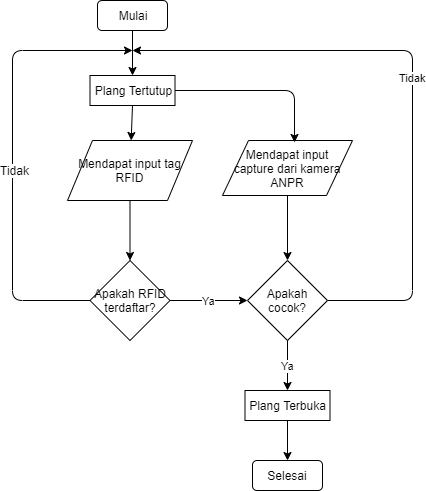 Mulai
Tidak
Plang Tertutup
Mendapat input tag
RFID
Mendapat input
capture dari kamera
ANPR
Tidak
Apakah RFID
terdaftar?
Ya
Apakah
cocok?
Ya
Plang Terbuka
Selesai